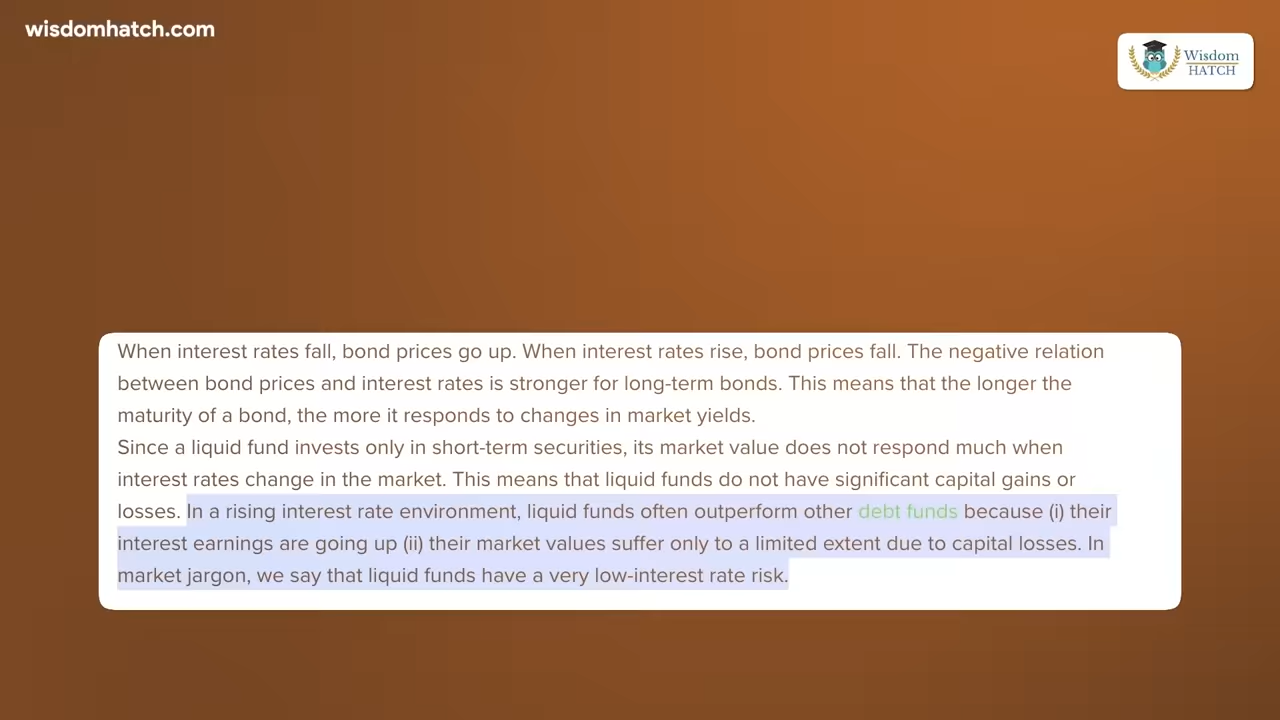 wisdomhatch.com
Wisdom
HATCH
When interest rates fall, bond prices go up. When interest rates rise, bond prices fall. The negative relation
between bond prices and interest rates is stronger for long-term bonds. This means that the longer the
maturity of a bond, the more it responds to changes in market yields.
Since a liquid fund invests only in short-term securities, its market value does not respond much when
interest rates change in the market. This means that liquid funds do not have significant capital gains or
losses. In a rising interest rate environment, liquid funds often outperform other debt funds because (i) their
interest earnings are going up (ii) their market values suffer only to a limited extent due to capital losses. In
market jargon, we say that liquid funds have a very low-interest rate risk.